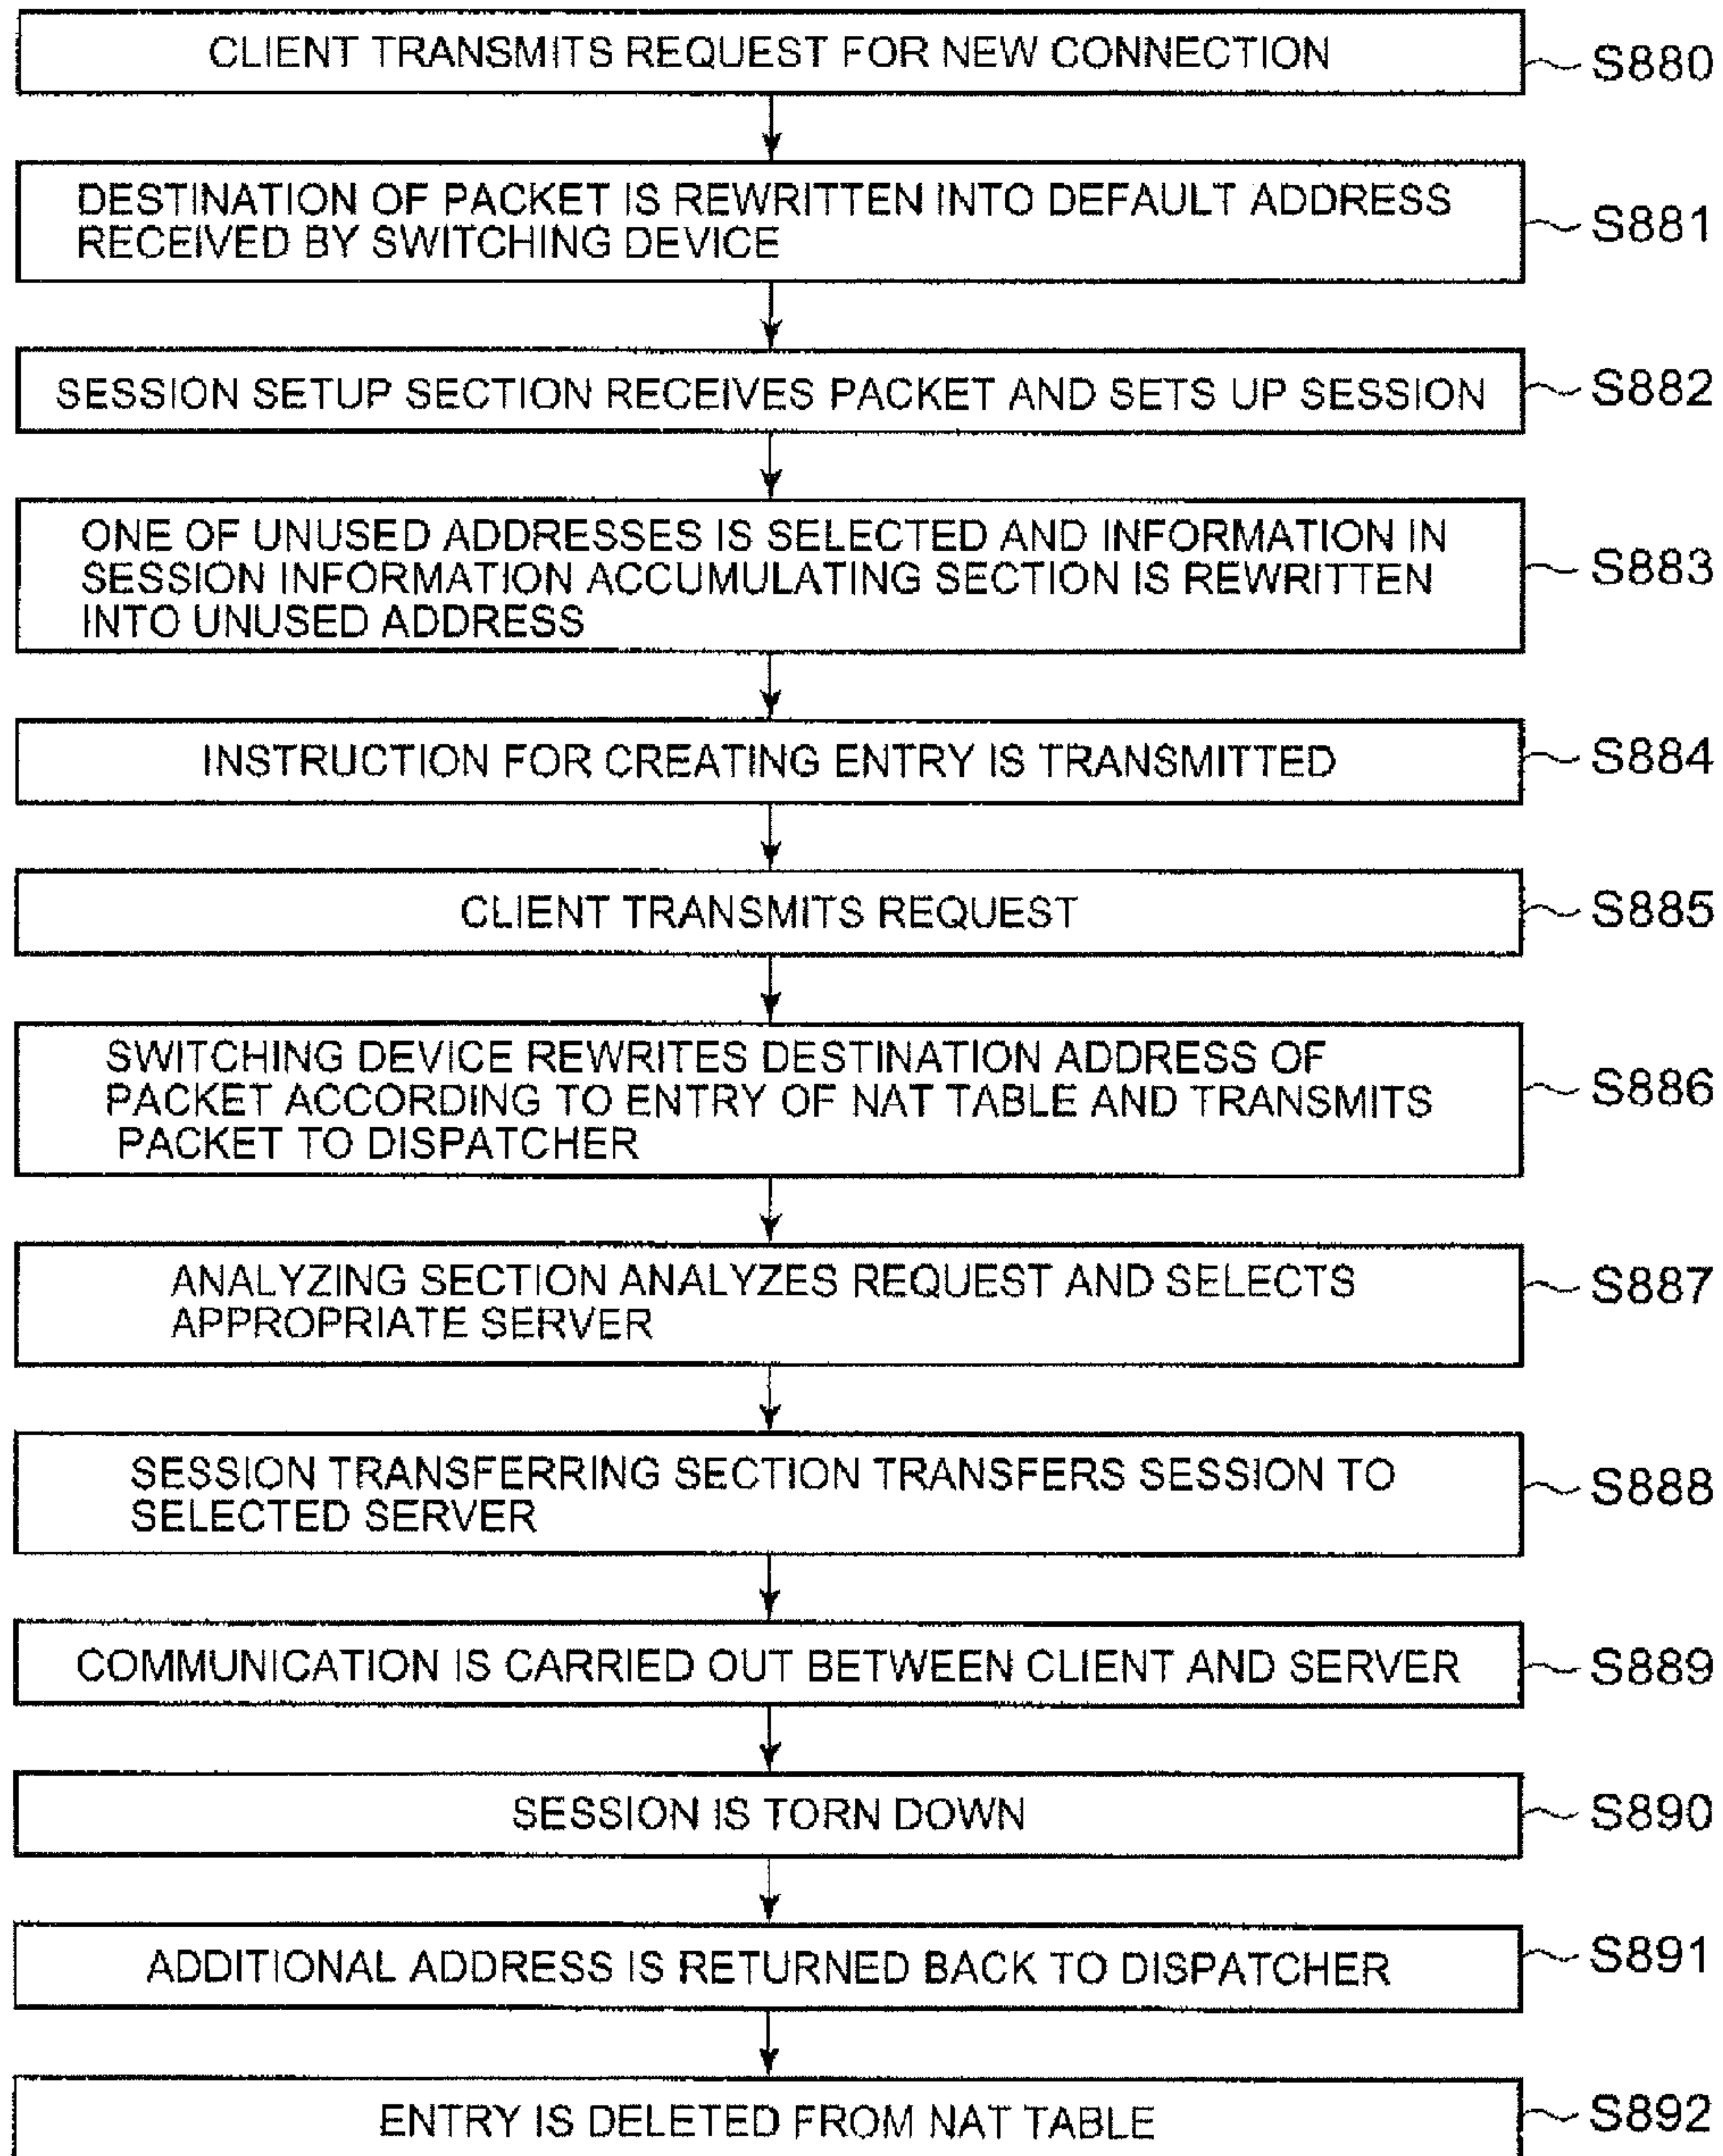 CLIENT TRANSMITS REQUEST FOR NEW CONNECTION
S880
DESTINATION OF PACKET IS REWRITTEN INTO DEFAULT ADDRESS
RECEIVED BY SWITCHING DEVICE
S881
SESSION SETUP SECTION RECEIVES PACKET AND SETS UP SESSION
S882
ONE OF UNUSED ADDRESSES IS SELECTED AND INFORMATION IN
SESSION INFORMATION ACCUMULATING SECTION IS REWRITTEN
INTO UNUSED ADDRESS
S883
INSTRUCTION FOR CREATING ENTRY IS TRANSMITTED
S884
CLIENT TRANSMITS REQUEST
S885
SWITCHING DEVICE REWRITES DESTINATION ADDRESS OF
PACKET ACCORDING TO ENTRY OF NAT TABLE AND TRANSMITS
PACKET TO DISPATCHER
S886
ANALYZING SECTION ANALYZES REQUEST AND SELECTS
APPROPRIATE SERVER
S887
SESSION TRANSFERRING SECTION TRANSFERS SESSION TO
SELECTED SERVER
S888
COMMUNICATION IS CARRIED OUT BETWEEN CLIENT AND SERVER
S889
SESSION IS TORN DOWN
S890
ADDITIONAL ADDRESS IS RETURNED BACK TO DISPATCHER
S891
ENTRY IS DELETED FROM NAT TABLE
S892